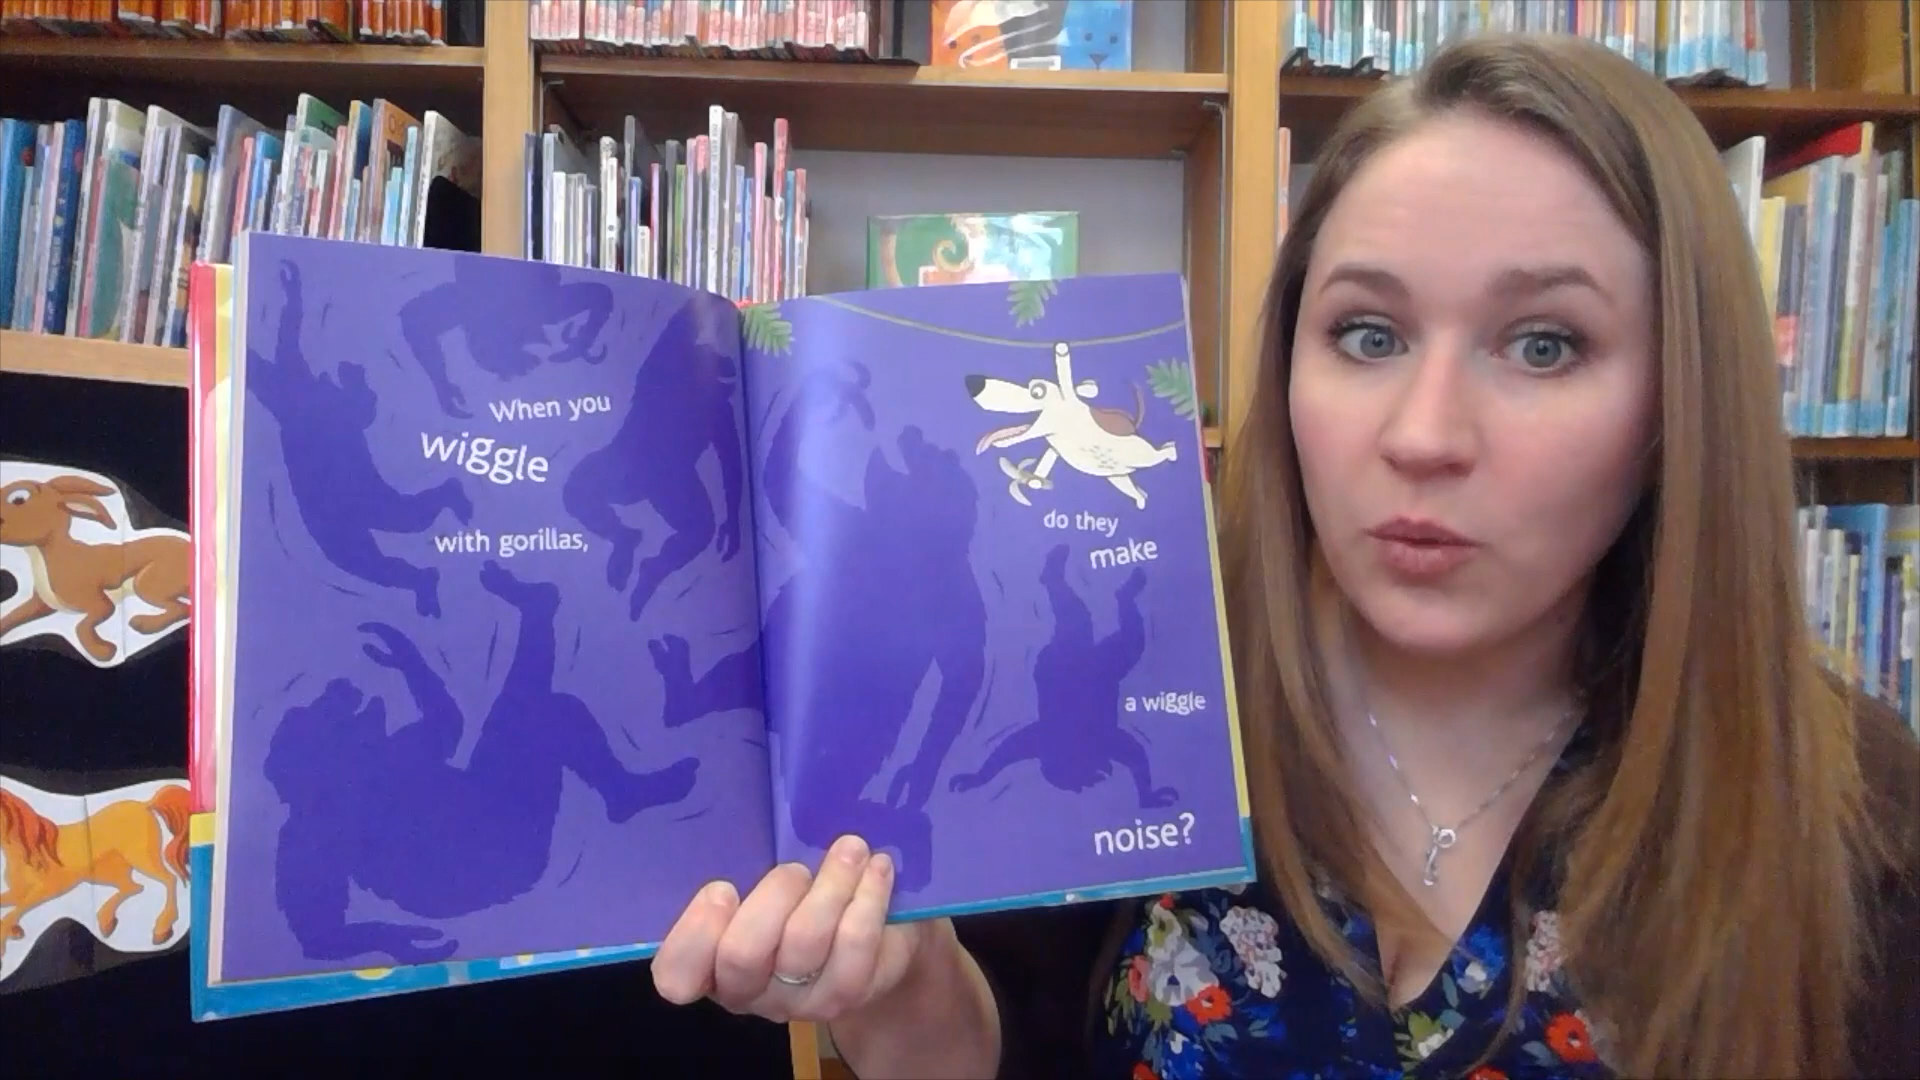 When you
wiggle
with gorillas,
do they
make
a wiggle
noise?